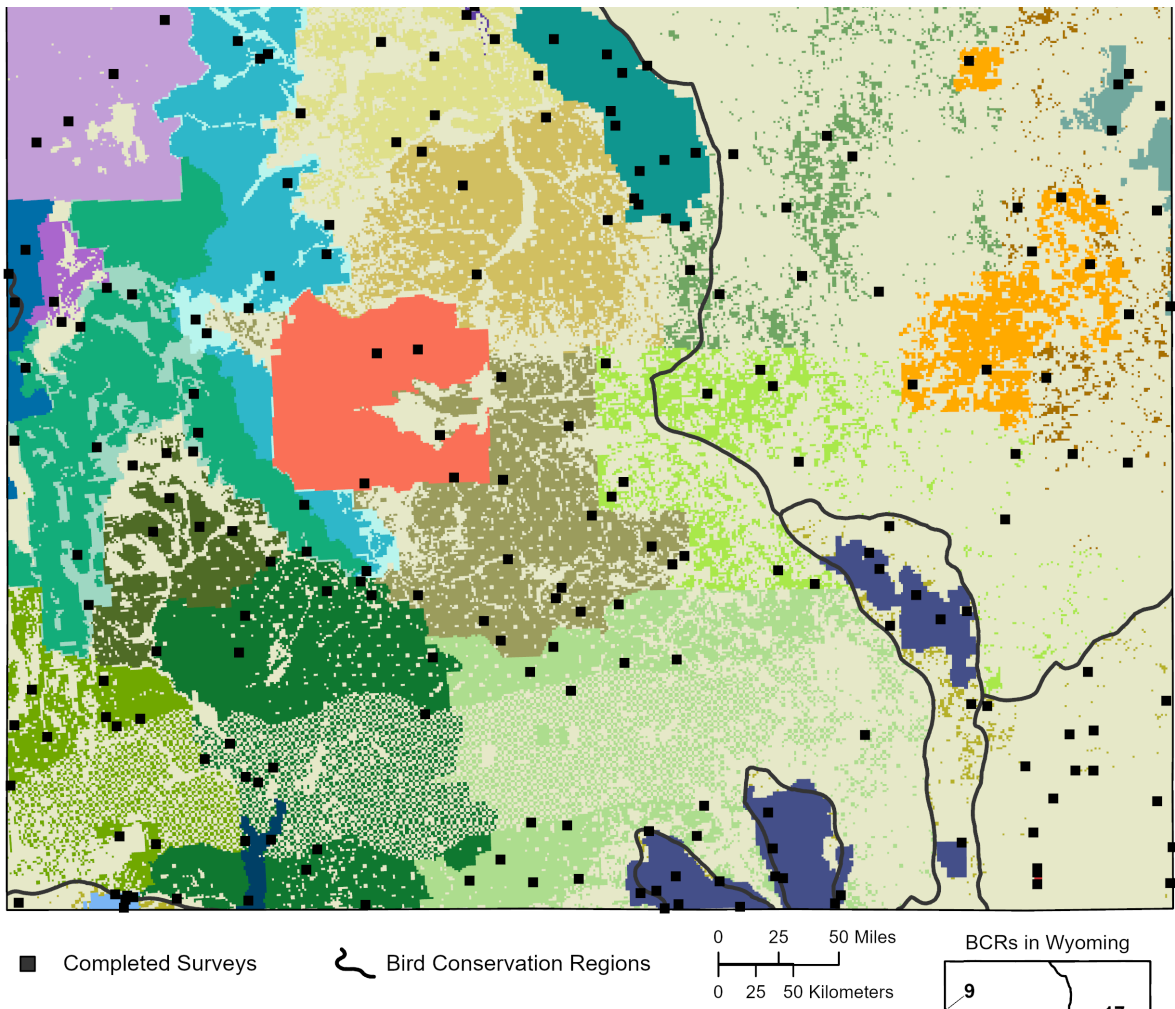 Completed Surveys
Bird Conservation Regions
0 25 50 Miles
0 25 50 Kilometers
BCRs in Wyoming
9